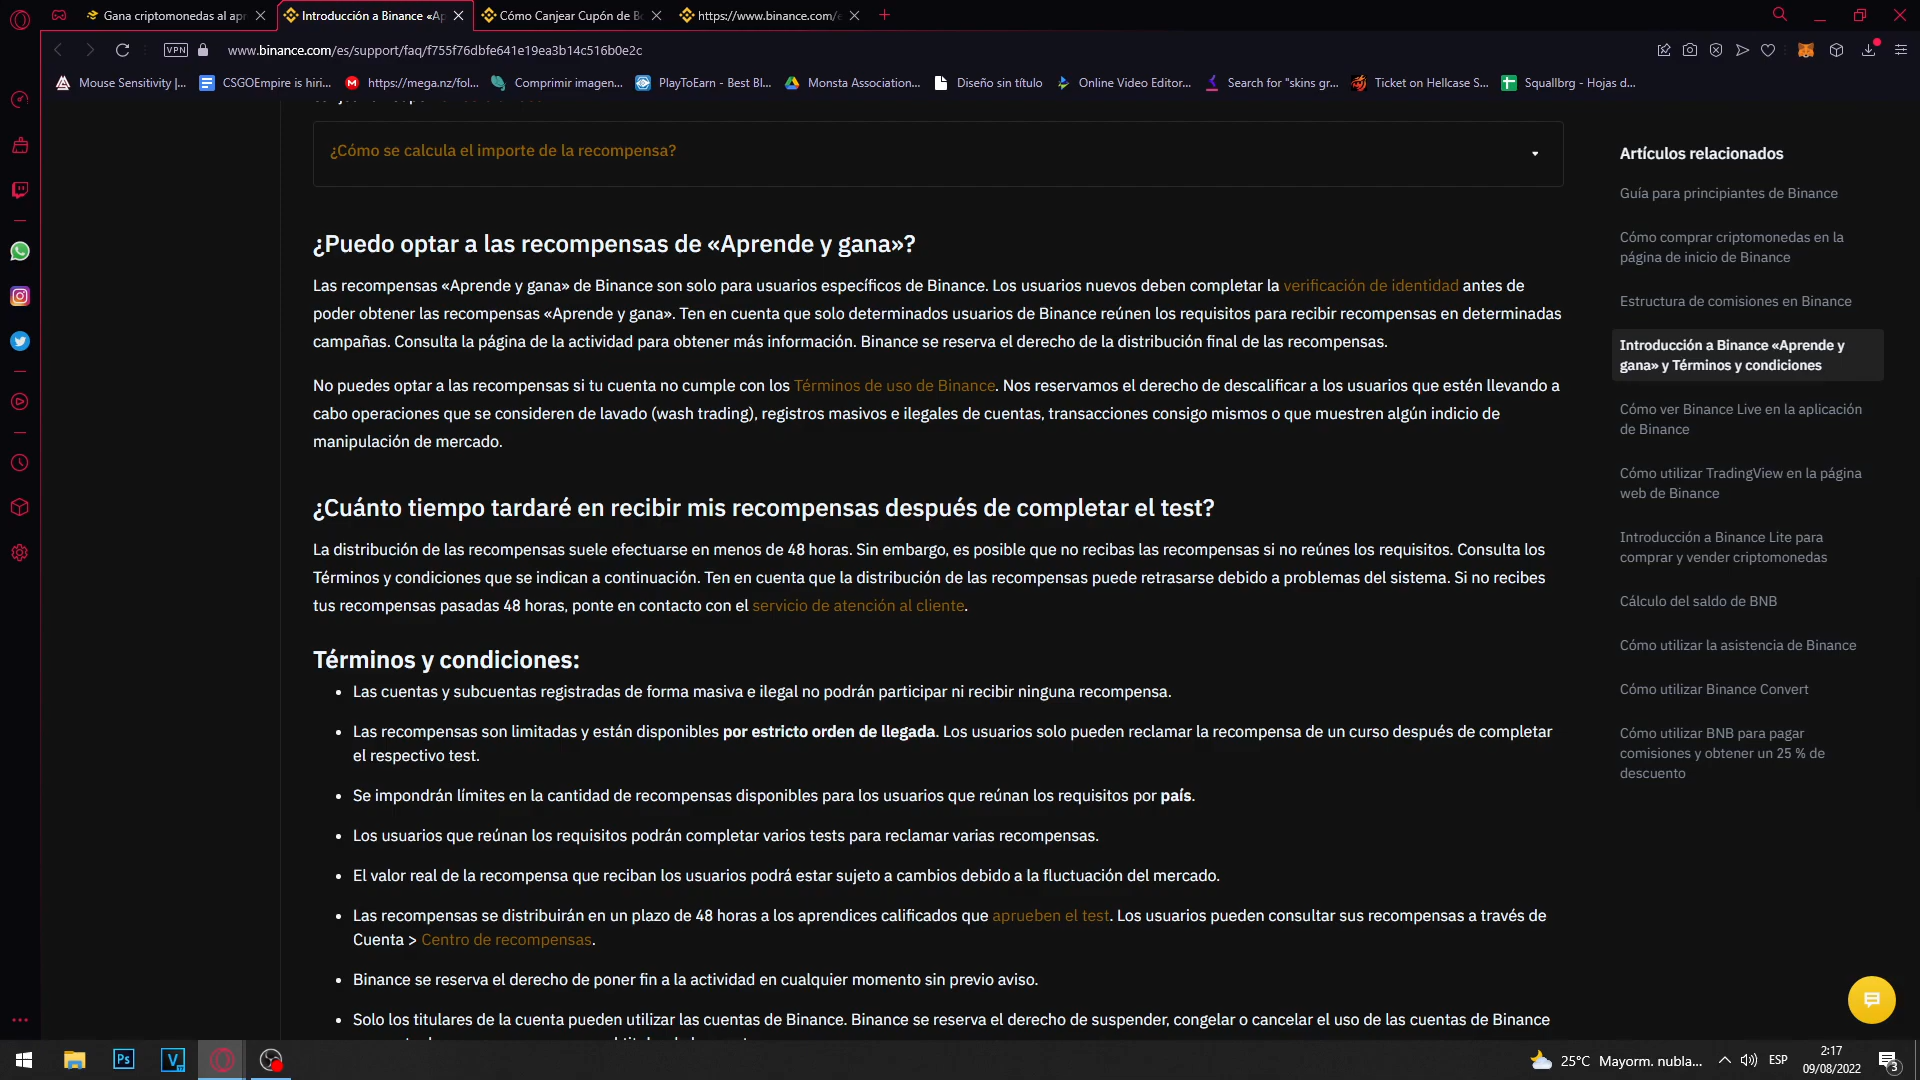 Gana criptomonedas al apr
Introducción a Binance «Ap
Cómo Canjear Cupón de B
https://www.binance.com/e
VPN
www.binance.com/es/support/faq/f755f76dbfe641e19ea3b14c516b0e2c
Mouse Sensitivity |...
CSGOEmpire is hiri...
https://mega.nz/fol...
Comprimir imagen...
PlayToEarn - Best Bl...
Monsta Association...
Diseño sin título
Online Video Editor...
Search for "skins gr...
Ticket on Hellcase S...
Squallbrg - Hojas d...
¿Cómo se calcula el importe de la recompensa?
¿Puedo optar a las recompensas de «Aprende y gana»?
Las recompensas «Aprende y gana» de Binance son solo para usuarios específicos de Binance. Los usuarios nuevos deben completar la verificación de identidad antes de
poder obtener las recompensas «Aprende y gana». Ten en cuenta que solo determinados usuarios de Binance reúnen los requisitos para recibir recompensas en determinadas
campañas. Consulta la página de la actividad para obtener más información. Binance se reserva el derecho de la distribución final de las recompensas.
No puedes optar a las recompensas si tu cuenta no cumple con los Términos de uso de Binance. Nos reservamos el derecho de descalificar a los usuarios que estén llevando a
cabo operaciones que se consideren de lavado (wash trading), registros masivos e ilegales de cuentas, transacciones consigo mismos o que muestren algún indicio de
manipulación de mercado.
¿Cuánto tiempo tardaré en recibir mis recompensas después de completar el test?
La distribución de las recompensas suele efectuarse en menos de 48 horas. Sin embargo, es posible que no recibas las recompensas si no reúnes los requisitos. Consulta los
Términos y condiciones que se indican a continuación. Ten en cuenta que la distribución de las recompensas puede retrasarse debido a problemas del sistema. Si no recibes
tus recompensas pasadas 48 horas, ponte en contacto con el servicio de atención al cliente.
Términos y condiciones:
• Las cuentas y subcuentas registradas de forma masiva e ilegal no podrán participar ni recibir ninguna recompensa.
• Las recompensas son limitadas y están disponibles por estricto orden de llegada. Los usuarios solo pueden reclamar la recompensa de un curso después de completar
el respectivo test.
• Se impondrán límites en la cantidad de recompensas disponibles para los usuarios que reúnan los requisitos por país.
• Los usuarios que reúnan los requisitos podrán completar varios tests para reclamar varias recompensas.
• El valor real de la recompensa que reciban los usuarios podrá estar sujeto a cambios debido a la fluctuación del mercado.
• Las recompensas se distribuirán en un plazo de 48 horas a los aprendices calificados que aprueben el test. Los usuarios pueden consultar sus recompensas a través de
Cuenta > Centro de recompensas.
• Binance se reserva el derecho de poner fin a la actividad en cualquier momento sin previo aviso.
• Solo los titulares de la cuenta pueden utilizar las cuentas de Binance. Binance se reserva el derecho de suspender, congelar o cancelar el uso de las cuentas de Binance
Artículos relacionados
Guía para principiantes de Binance
Cómo comprar criptomonedas en la
página de inicio de Binance
Estructura de comisiones en Binance
Introducción a Binance «Aprende y
gana» y Términos y condiciones
Cómo ver Binance Live en la aplicación
de Binance
Cómo utilizar TradingView en la página
web de Binance
Introducción a Binance Lite para
comprar y vender criptomonedas
Cálculo del saldo de BNB
Cómo utilizar la asistencia de Binance
Cómo utilizar Binance Convert
Cómo utilizar BNB para pagar
comisiones y obtener un 25 % de
descuento
Ps
V
25°C Mayorm. nubla...
ESP
2:17
09/08/2022
3